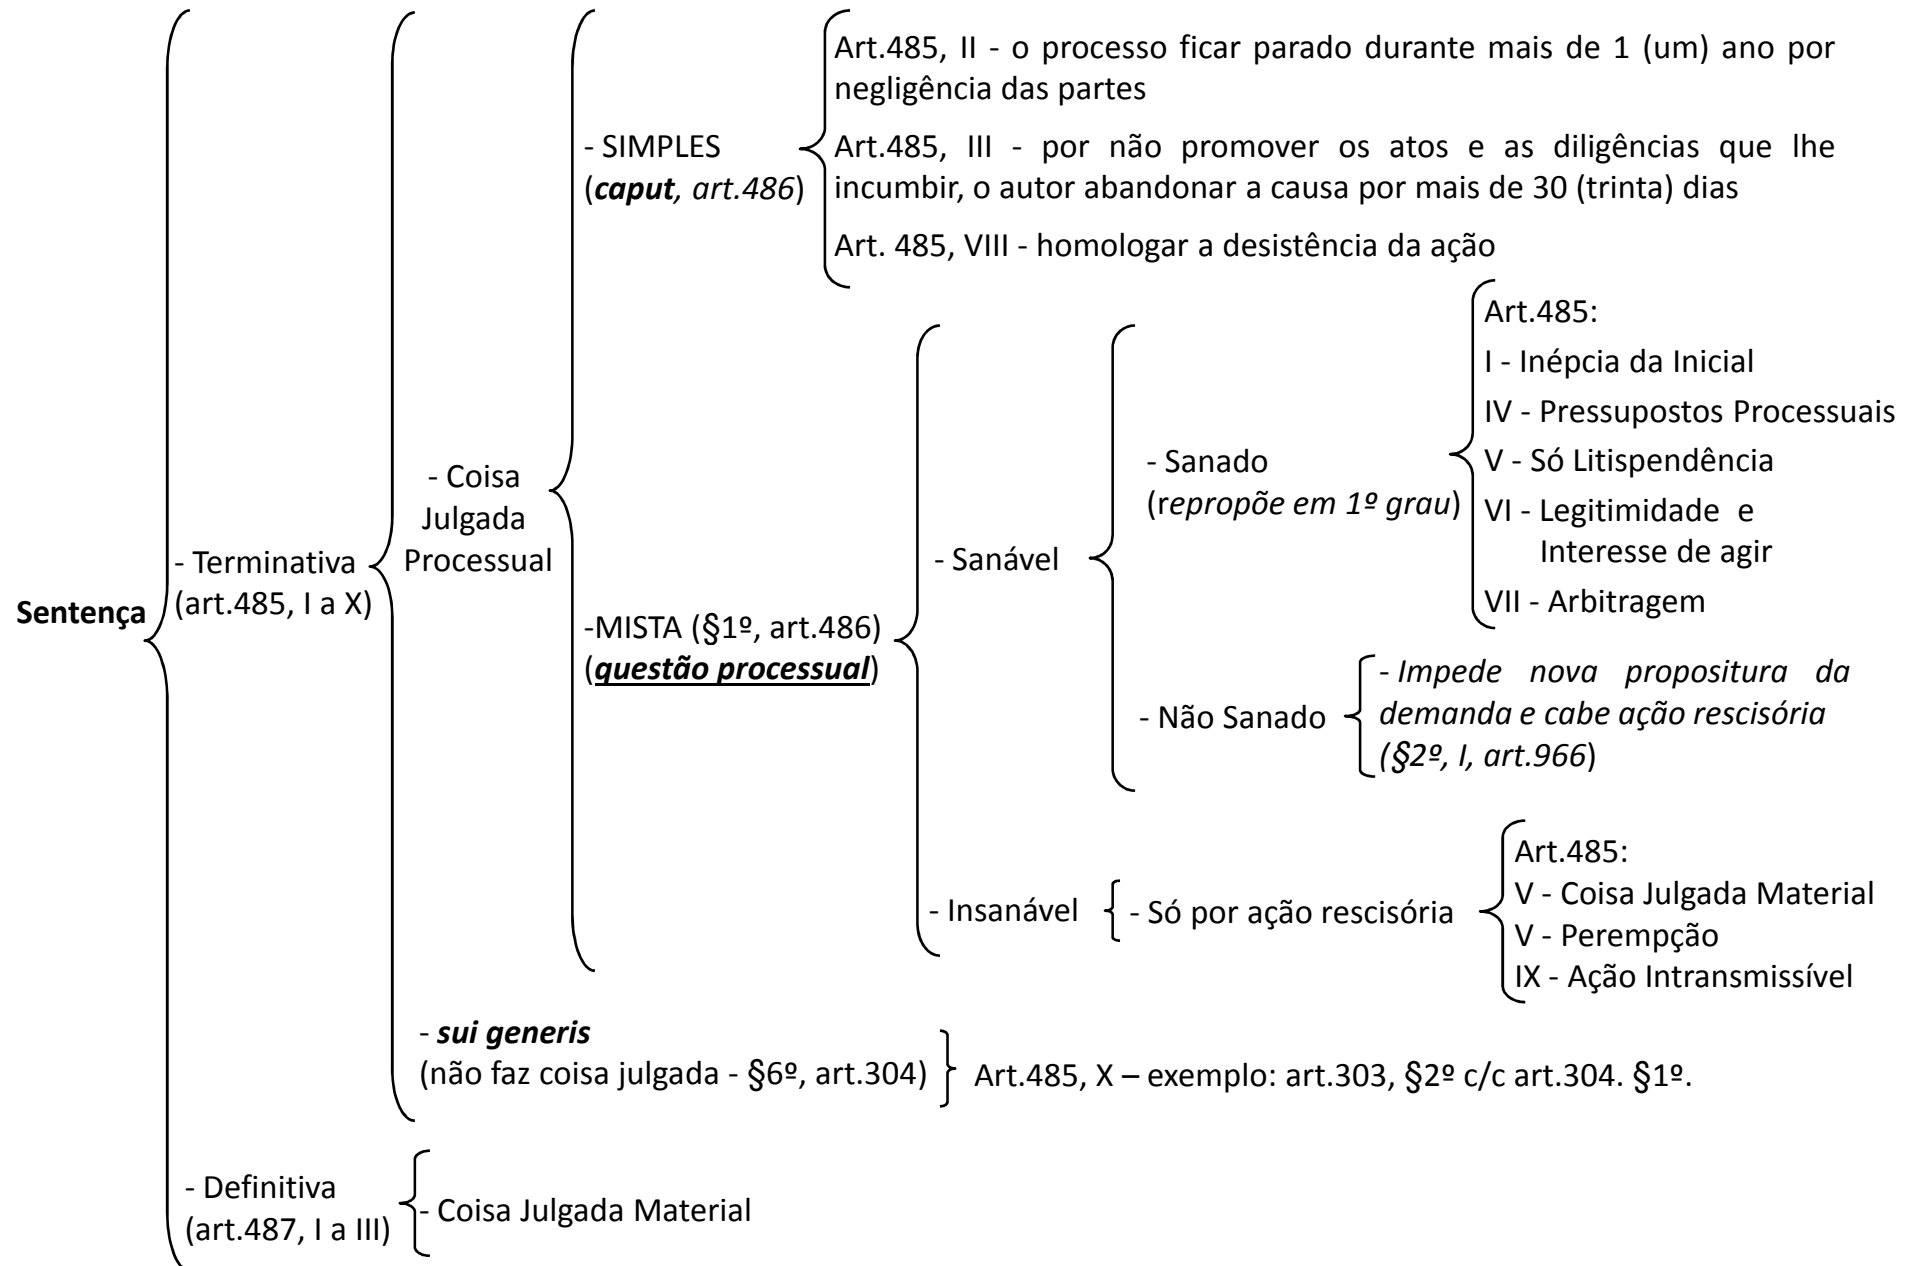 Sentença
- Terminativa
(art.485, I a X)
- Coisa
Julgada
Processual
- SIMPLES
(caput, art.486)
Art.485, II - o processo ficar parado durante mais de 1 (um) ano por
negligência das partes
Art.485, III - por não promover os atos e as diligências que lhe
incumbir, o autor abandonar a causa por mais de 30 (trinta) dias
Art. 485, VIII - homologar a desistência da ação
-MISTA (§1º, art.486)
(questão processual)
- Sanável
- Sanado
(repropõe em 1º grau)
Art.485:
I - Inépcia da Inicial
IV - Pressupostos Processuais
V - Só Litispendência
VI - Legitimidade e
Interesse de agir
VII - Arbitragem
- Não Sanado
- Impede nova propositura da
demanda e cabe ação rescisória
(§2º, I, art.966)
- Insanável
- Só por ação rescisória
Art.485:
V - Coisa Julgada Material
V - Perempção
IX - Ação Intransmissível
- sui generis
(não faz coisa julgada - §6º, art.304)
Art.485, X – exemplo: art.303, §2º c/c art.304. §1º.
- Definitiva
(art.487, I a III)
- Coisa Julgada Material